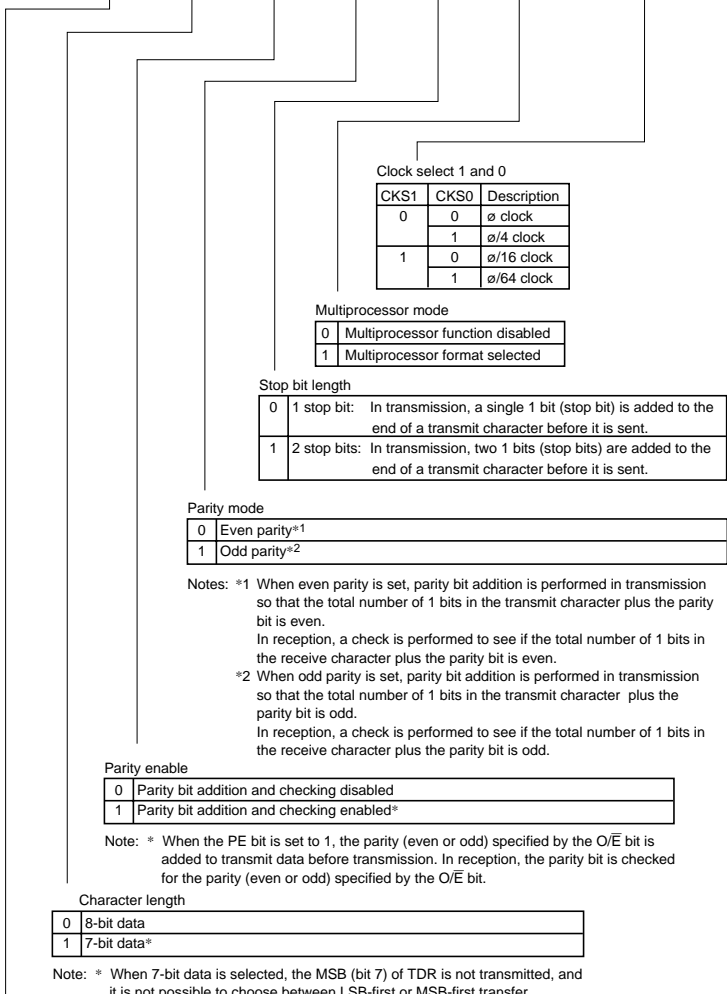 Clock select 1 and 0
CKS1 CKS0 Description
0 0 ø clock
1 ø/4 clock
1 0 ø/16 clock
1 ø/64 clock
Multiprocessor mode
0 Multiprocessor function disabled
1 Multiprocessor format selected
Stop bit length
0 1 stop bit: In transmission, a single 1 bit (stop bit) is added to the
end of a transmit character before it is sent.
1 2 stop bits: In transmission, two 1 bits (stop bits) are added to the
end of a transmit character before it is sent.
Parity mode
0 Even parity*1
1 Odd parity*2
Notes: *1 When even parity is set, parity bit addition is performed in transmission
so that the total number of 1 bits in the transmit character plus the parity
bit is even.
In reception, a check is performed to see if the total number of 1 bits in
the receive character plus the parity bit is even.
*2 When odd parity is set, parity bit addition is performed in transmission
so that the total number of 1 bits in the transmit character plus the
parity bit is odd.
In reception, a check is performed to see if the total number of 1 bits in
the receive character plus the parity bit is odd.
Parity enable
0 Parity bit addition and checking disabled
1 Parity bit addition and checking enabled*
Note: * When the PE bit is set to 1, the parity (even or odd) specified by the O/E̅ bit is
added to transmit data before transmission. In reception, the parity bit is checked
for the parity (even or odd) specified by the O/E̅ bit.
Character length
0 8-bit data
1 7-bit data*
Note: * When 7-bit data is selected, the MSB (bit 7) of TDR is not transmitted, and
it is not possible to choose between LSB-first or MSB-first transfer